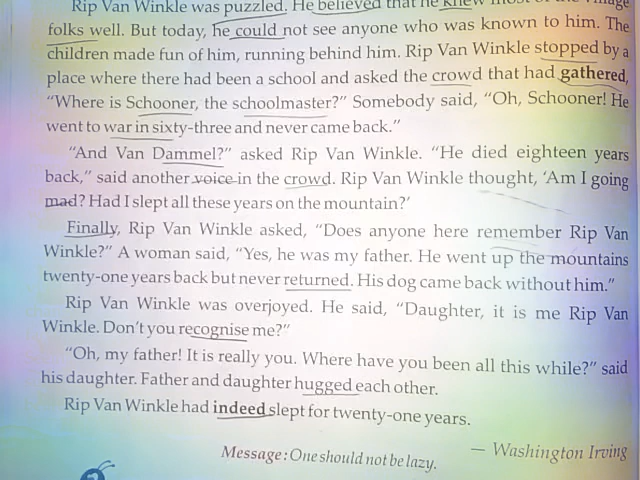 Rip Van Winkle was puzzled. He believed that he knew most of the village
folks well. But today, he could not see anyone who was known to him. The
children made fun of him, running behind him. Rip Van Winkle stopped by a
place where there had been a school and asked the crowd that had gathered,
“Where is Schooner, the schoolmaster?” Somebody said, “Oh, Schooner! He
went to war in sixty-three and never came back.”
“And Van Dammel?” asked Rip Van Winkle. “He died eighteen years
back,” said another voice in the crowd. Rip Van Winkle thought, ‘Am I going
mad? Had I slept all these years on the mountain?’
Finally, Rip Van Winkle asked, “Does anyone here remember Rip Van
Winkle?” A woman said, “Yes, he was my father. He went up the mountains
twenty-one years back but never returned. His dog came back without him.”
Rip Van Winkle was overjoyed. He said, “Daughter, it is me Rip Van
Winkle. Don’t you recognise me?”
“Oh, my father! It is really you. Where have you been all this while?” said
his daughter. Father and daughter hugged each other.
Rip Van Winkle had indeed slept for twenty-one years.
— Washington Irving
Message: One should not be lazy.